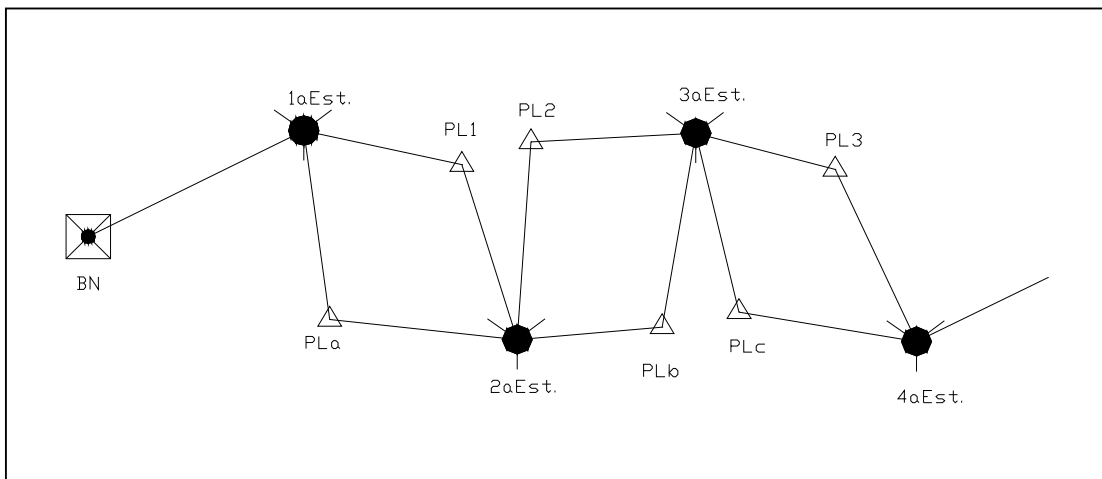 1aEst.
3aEst.
PL2
PL1
PL3
BN
PLa
PLc
PLb
2aEst.
4aEst.